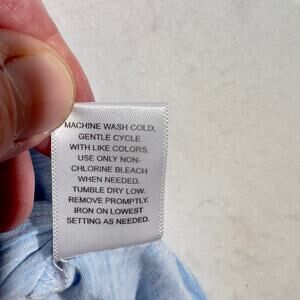 MACHINE WASH COLD,
GENTLE CYCLE
WITH LIKE COLORS.
USE ONLY NON-
CHLORINE BLEACH
WHEN NEEDED.
TUMBLE DRY LOW.
REMOVE PROMPTLY.
IRON ON LOWEST
SETTING AS NEEDED.